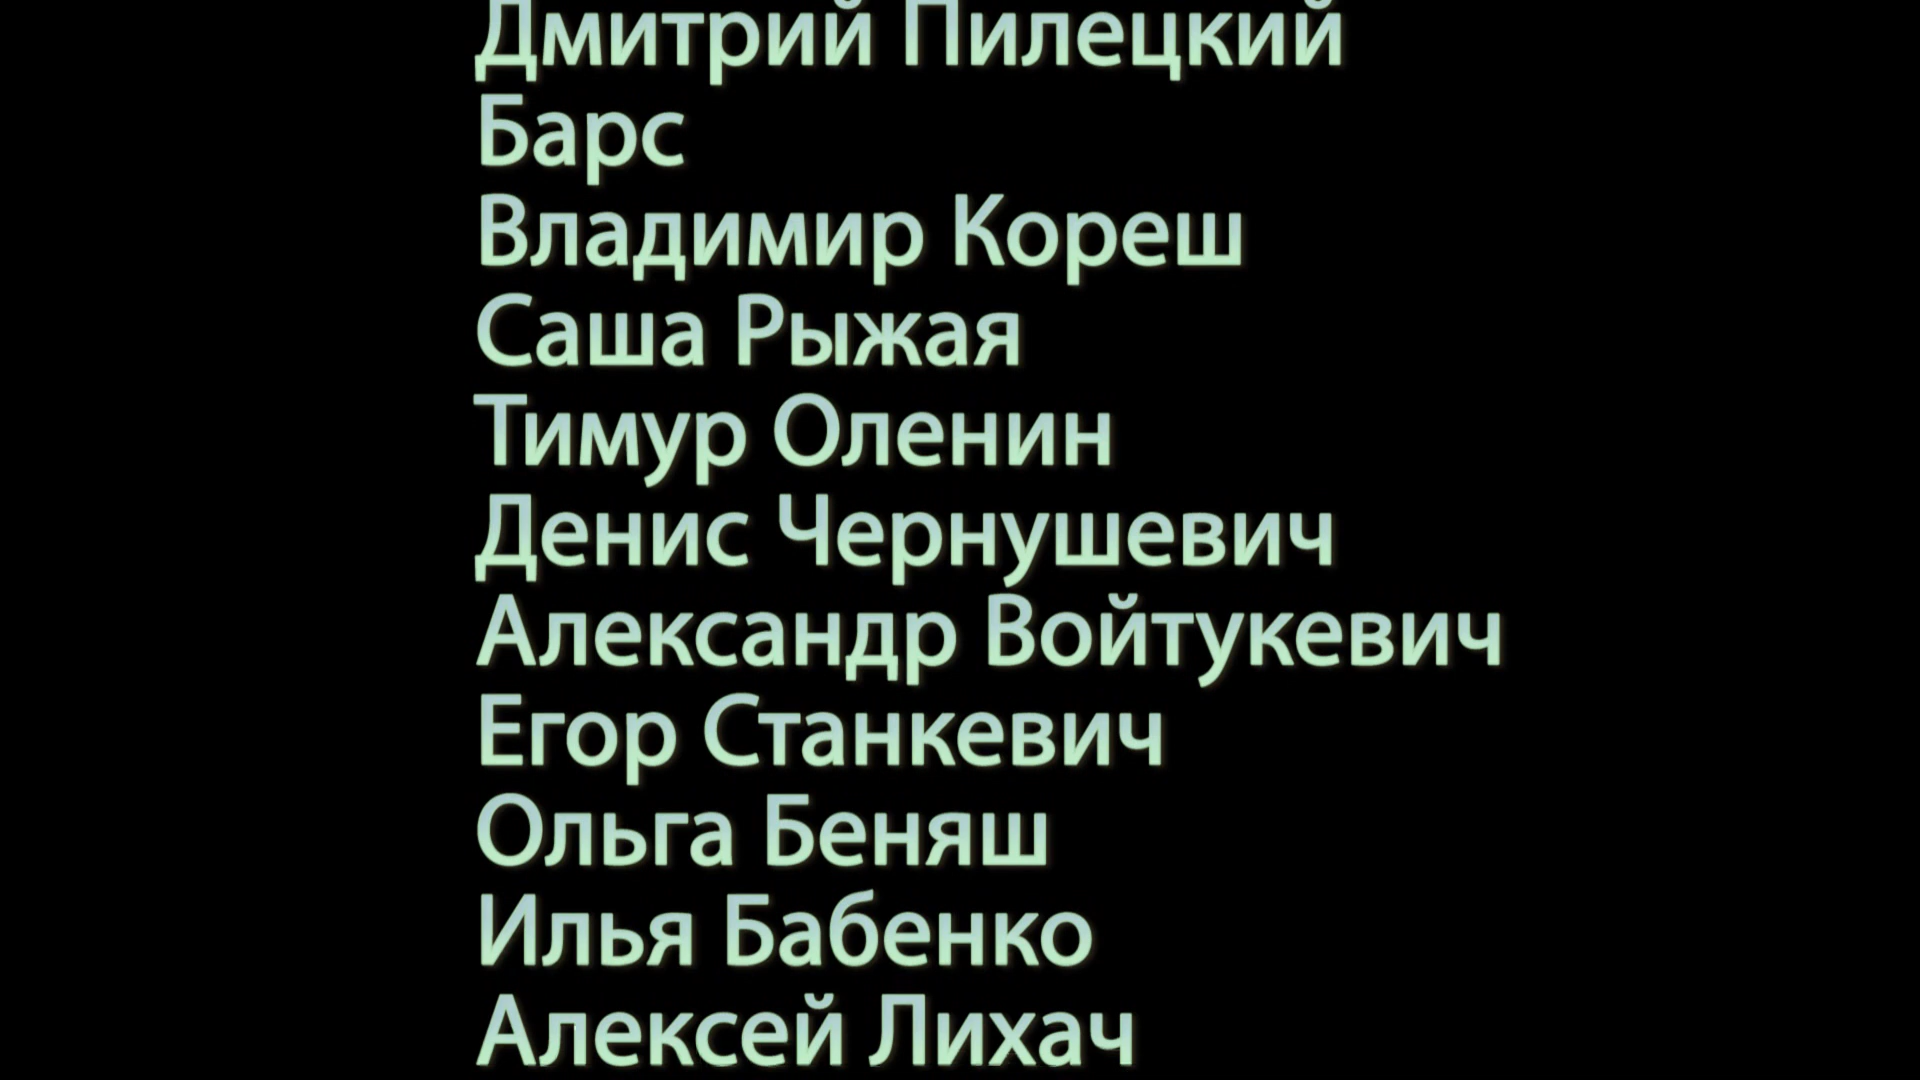 Дмитрий Пилецкий
Барс
Владимир Кореш
Саша Рыжая
Тимур Оленин
Денис Чернушевич
Александр Войтукевич
Егор Станкевич
Ольга Беняш
Илья Бабенко
Алексей Лихач